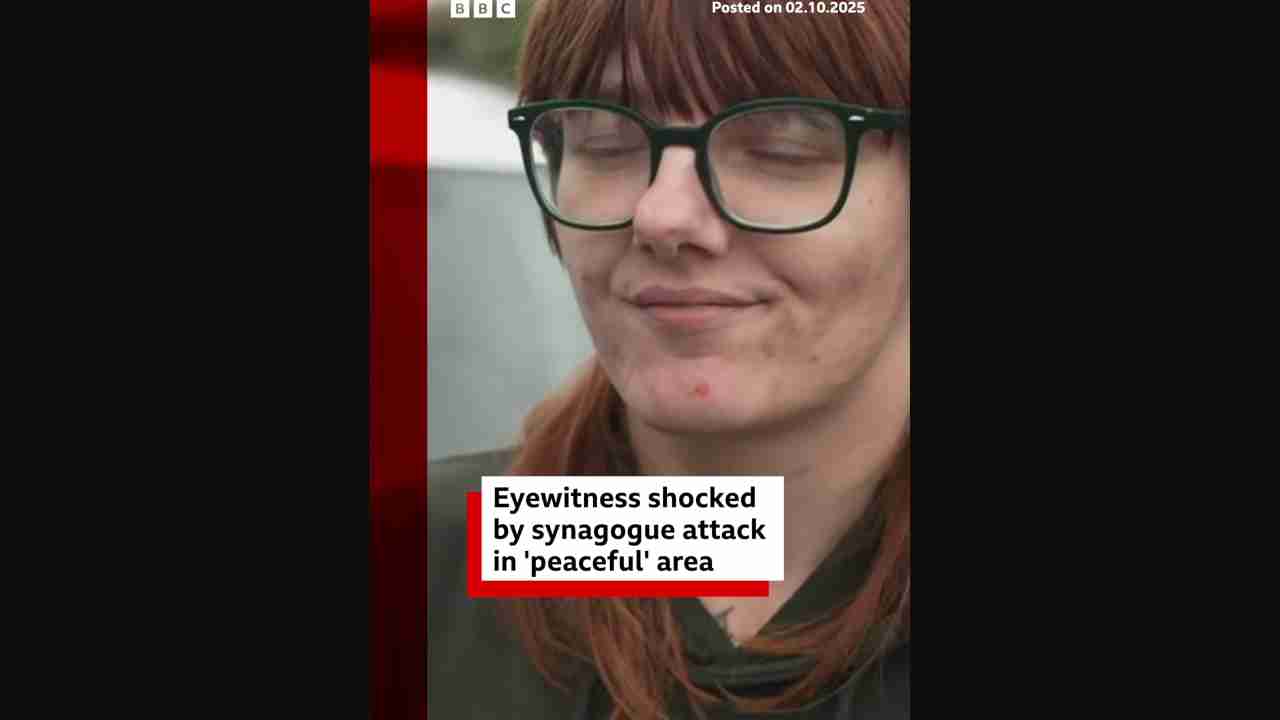 BBC
Posted on 02.10.2025
Eyewitness shocked
by synagogue attack
in 'peaceful' area